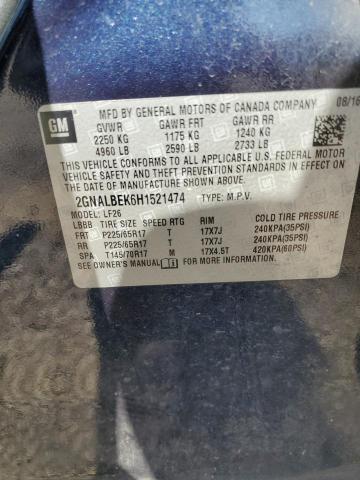 GM
MFD BY GENERAL MOTORS OF CANADA COMPANY 08/16
GVWR GAWR FRT GAWR RR
2250 KG 1175 KG 1240 KG
4960 LB 2590 LB 2733 LB
THIS VEHICLE CONFORMS TO ALL APPLICABLE U.S. FEDERAL MOTOR
VEHICLE SAFETY AND THEFT PREVENTION STANDARDS IN EFFECT ON THE
DATE OF MANUFACTURE SHOWN ABOVE.
2GNALBEK6H1521474 TYPE: M.P.V.
MODEL: LF26
LBBB TIRE SIZE SPEED RTG RIM COLD TIRE PRESSURE
FRT P225/65R17 T 17X7J 240KPA(35PSI)
RR P225/65R17 T 17X7J 240KPA(35PSI)
SPA T145/70R17 M 17X4.5T 420KPA(60PSI)
SEE OWNER'S MANUAL FOR MORE INFORMATION